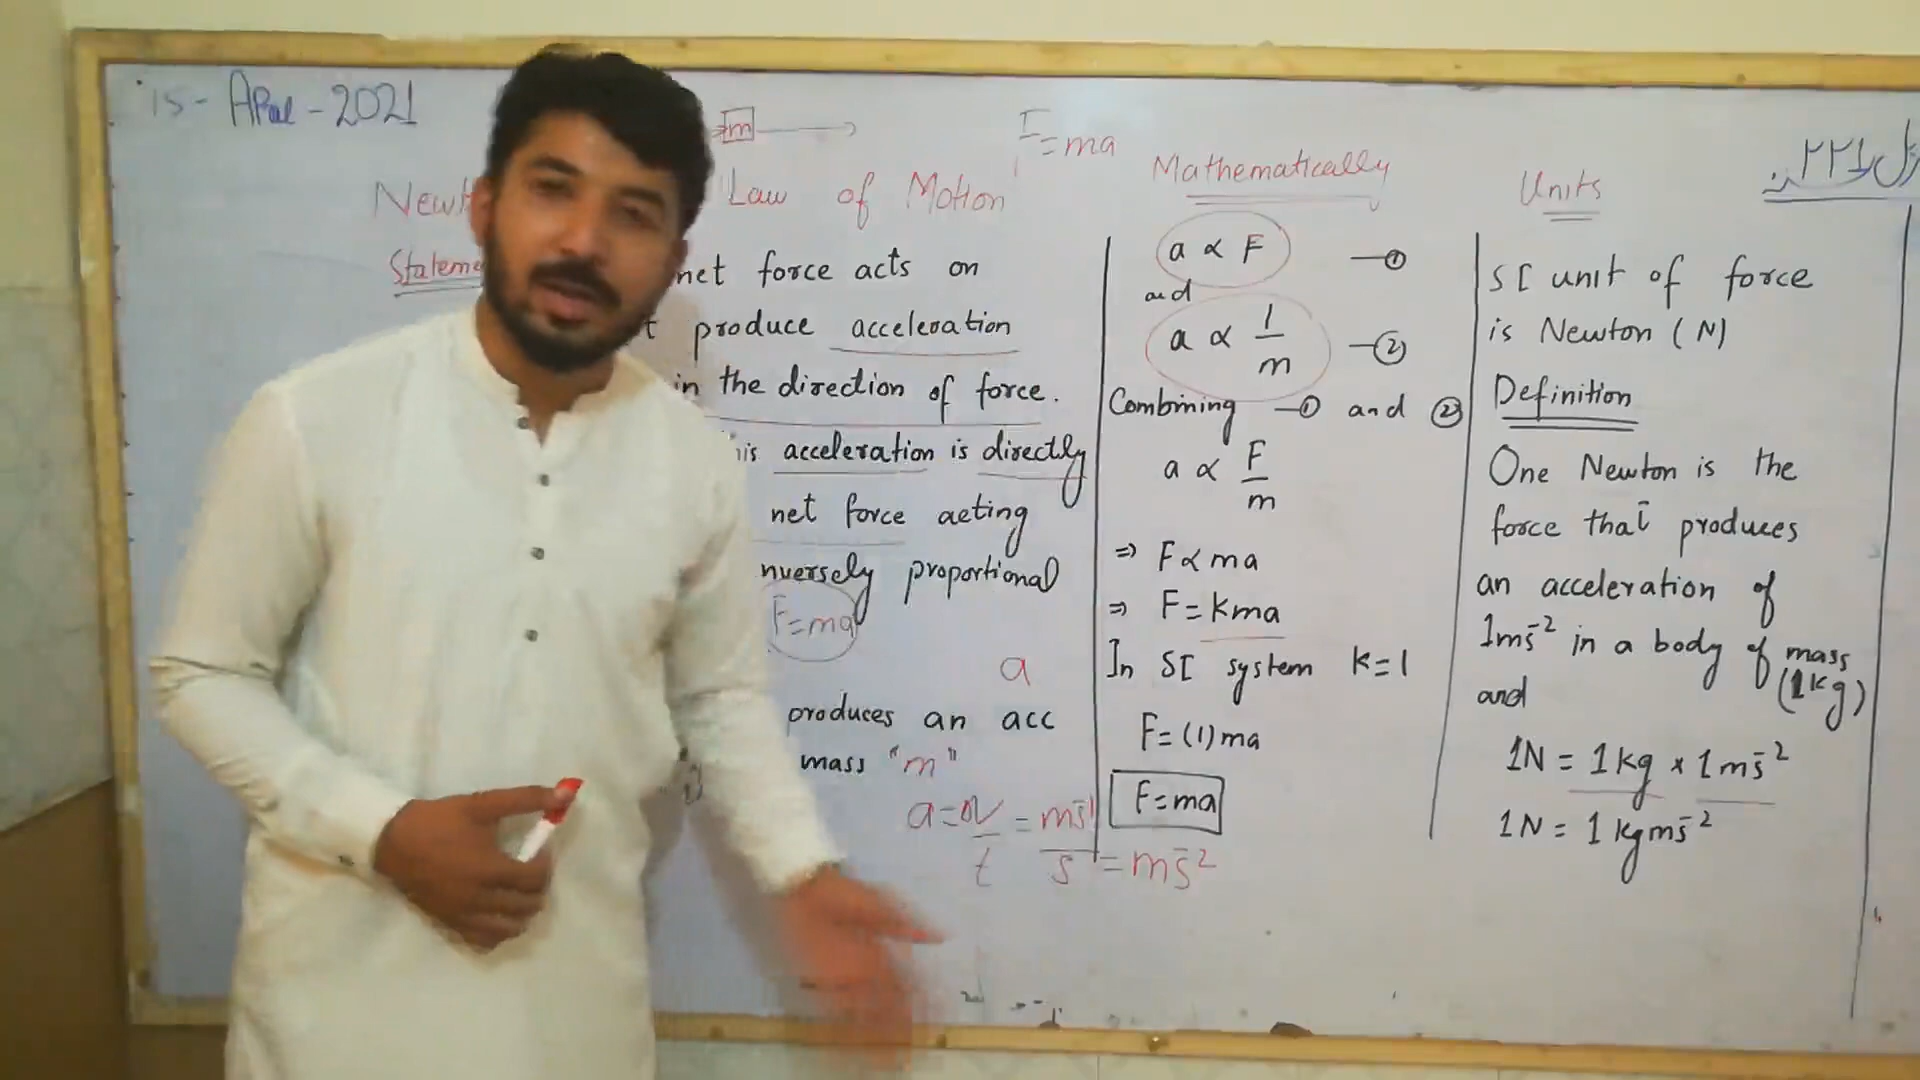 15 - April - 2021
m
F = ma
Law of Motion
net force acts on
produce acceleration
in the direction of force.
acceleration is directly
net force acting
proportional
F = ma
a
produces an acc
mass "m"
a = v/t = ms⁻¹/s = ms⁻²
Mathematically
a ∝ F —①
and
a ∝ 1/m —②
Combining —① and ②
a ∝ F/m
⇒ F ∝ ma
⇒ F = kma
In SI system k = 1
F = (1) ma
F = ma
Units
SI unit of force
is Newton (N)
Definition
One Newton is the
force that produces
an acceleration of
1ms⁻² in a body of mass
(1kg)
and
1N = 1kg × 1ms⁻²
1N = 1kgms⁻²